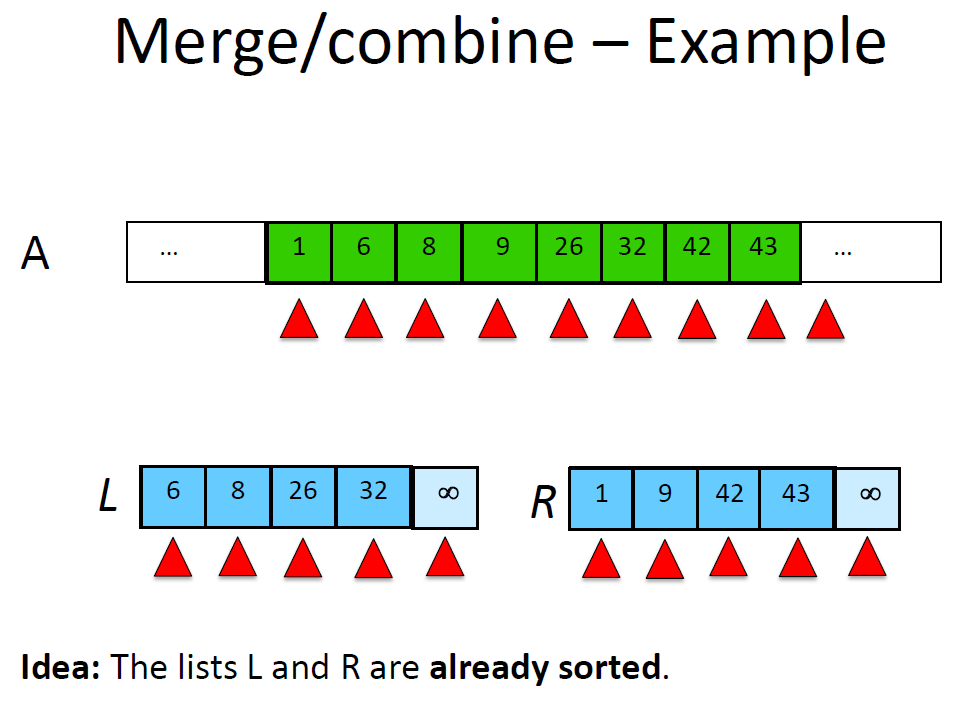 Merge/combine – Example
A ... 1 6 8 9 26 32 42 43 ...
L 6 8 26 32 ∞ R 1 9 42 43 ∞
Idea: The lists L and R are already sorted.